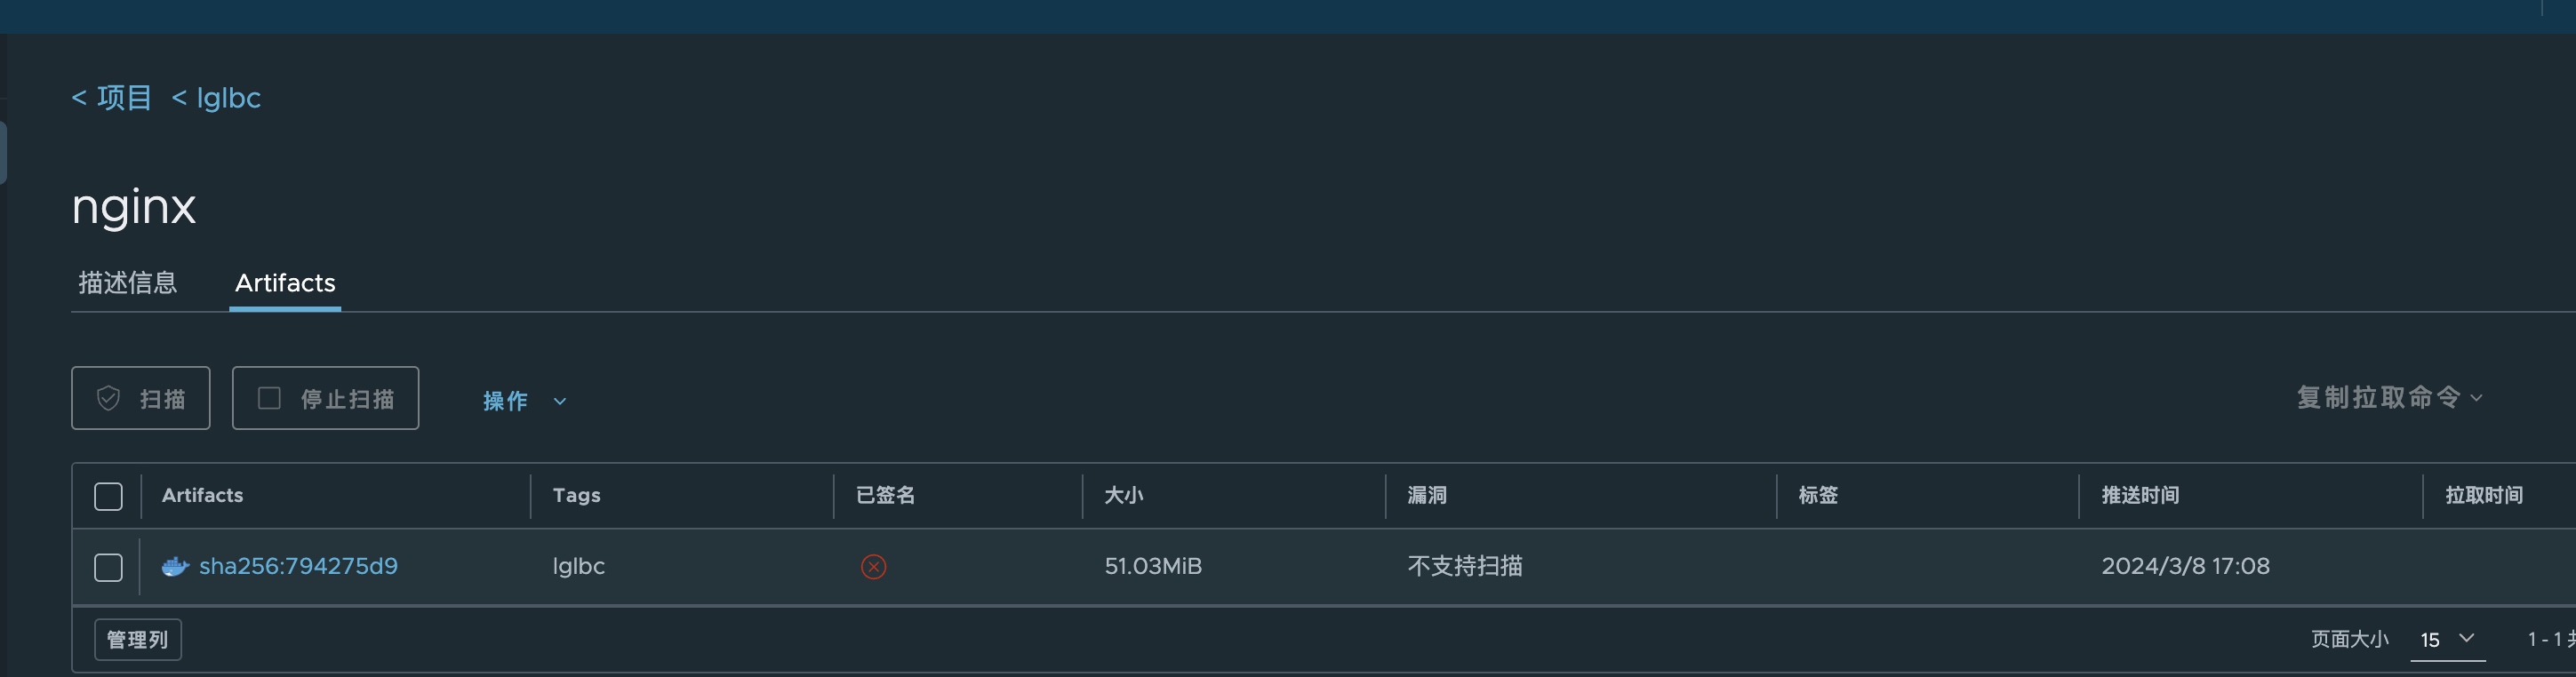 < 项目 < lglbc
nginx
描述信息 Artifacts
扫描 停止扫描 操作 复制拉取命令
Artifacts Tags 已签名 大小 漏洞 标签 推送时间 拉取时间
sha256:794275d9 lglbc 51.03MiB 不支持扫描 2024/3/8 17:08
管理列 页面大小 15 1 - 1